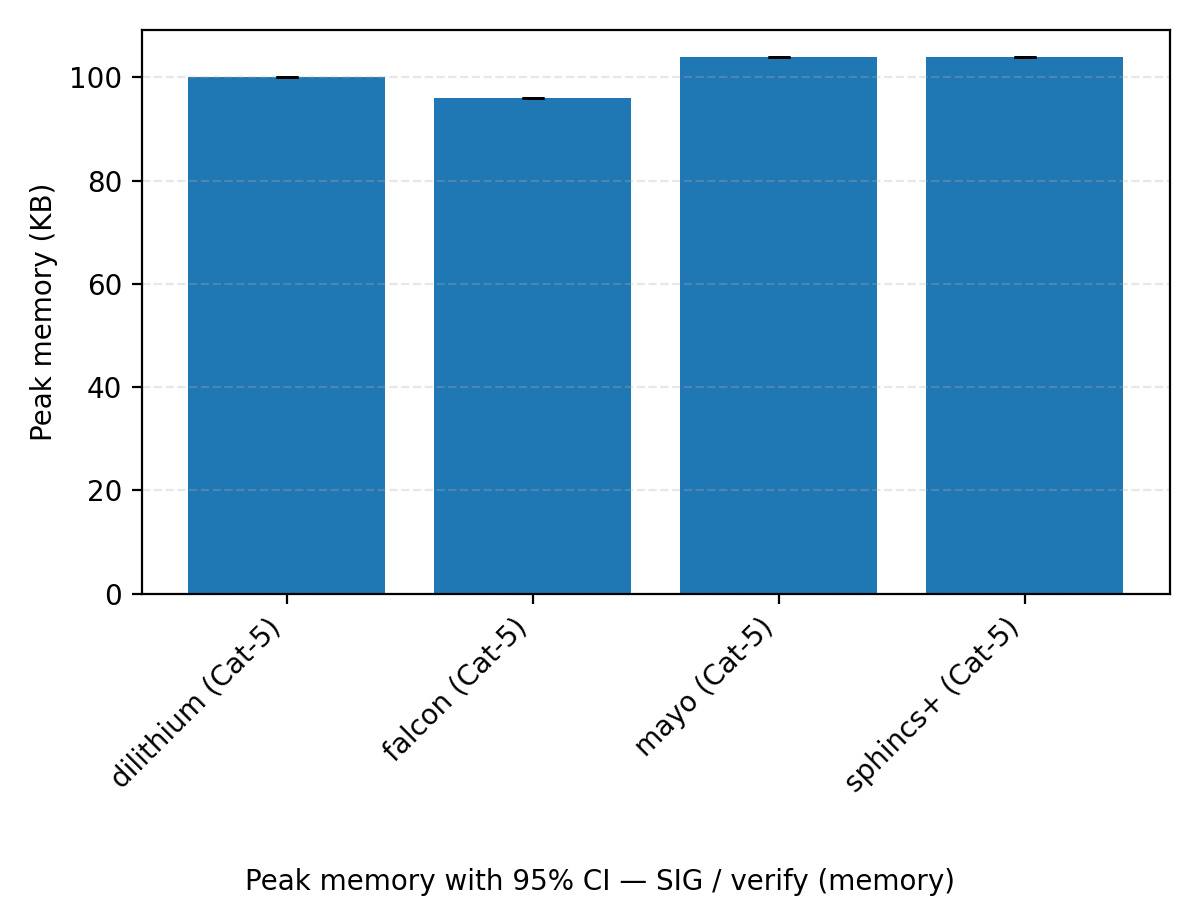 100
80
60
40
20
0
Peak memory (KB)
dilithium (Cat-5)
falcon (Cat-5)
mayo (Cat-5)
sphincs+ (Cat-5)
Peak memory with 95% CI — SIG / verify (memory)